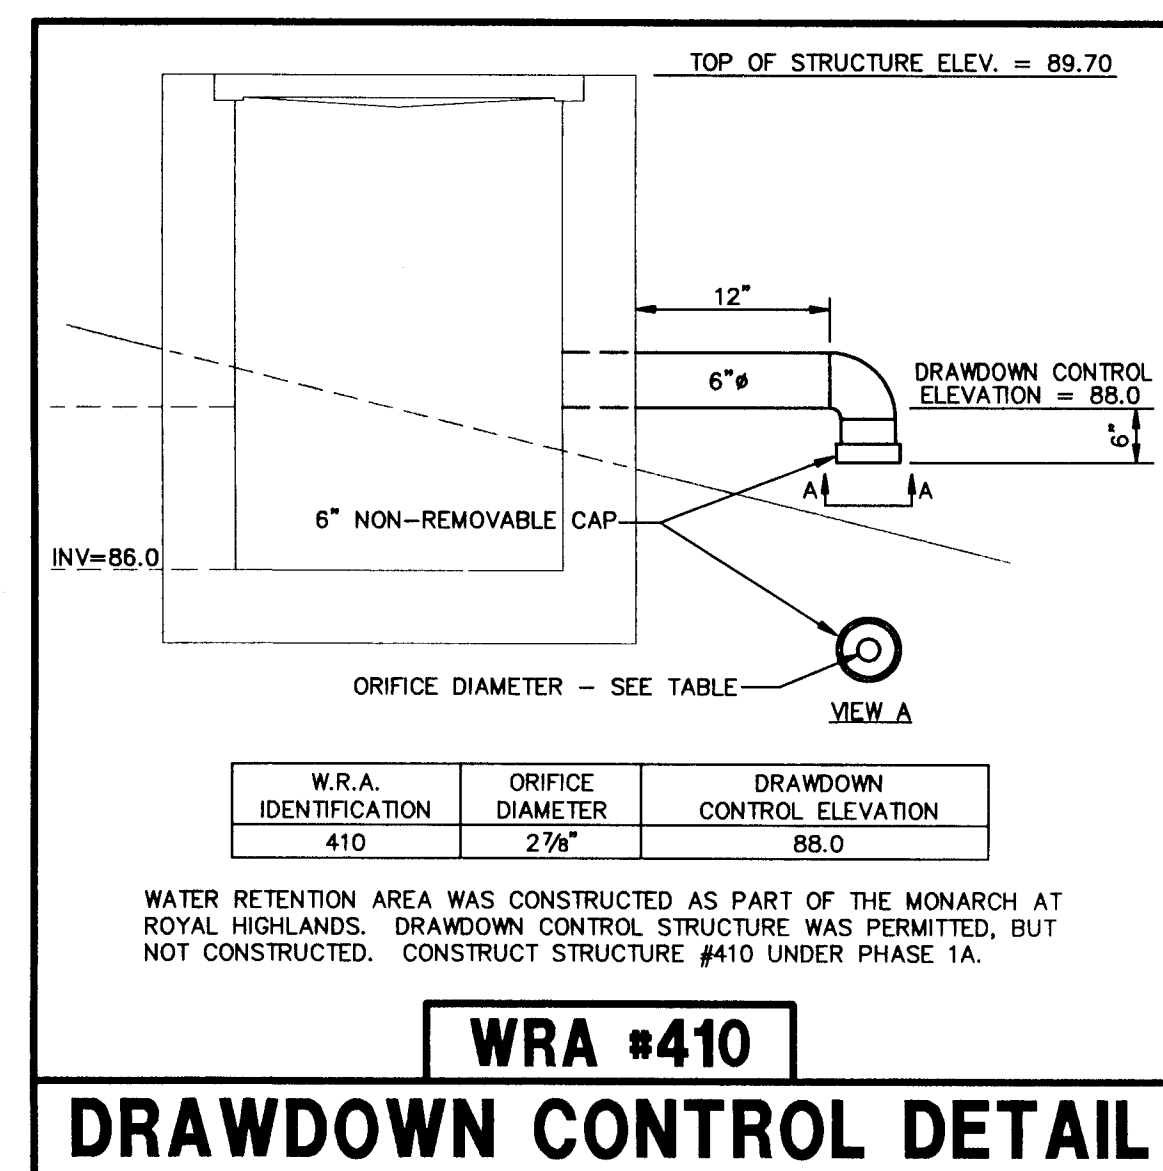 TOP OF STRUCTURE ELEV. = 89.70
12"
6"ø
DRAWDOWN CONTROL
ELEVATION = 88.0
6"
A A
6" NON-REMOVABLE CAP
INV=86.0
ORIFICE DIAMETER - SEE TABLE
VIEW A
W.R.A. IDENTIFICATION ORIFICE DIAMETER DRAWDOWN CONTROL ELEVATION
410 2 7/8" 88.0
WATER RETENTION AREA WAS CONSTRUCTED AS PART OF THE MONARCH AT
ROYAL HIGHLANDS. DRAWDOWN CONTROL STRUCTURE WAS PERMITTED, BUT
NOT CONSTRUCTED. CONSTRUCT STRUCTURE #410 UNDER PHASE 1A.
WRA #410
DRAWDOWN CONTROL DETAIL